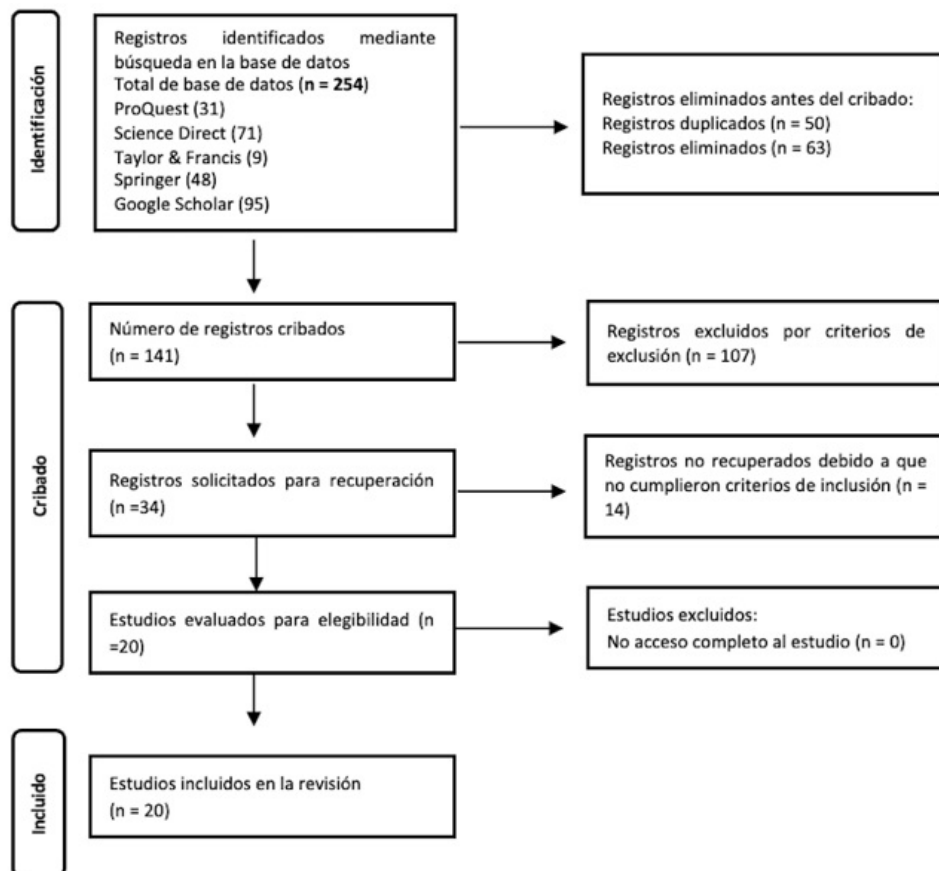 Identificación
Registros identificados mediante
búsqueda en la base de datos
Total de base de datos (n = 254)
ProQuest (31)
Science Direct (71)
Taylor & Francis (9)
Springer (48)
Google Scholar (95)
Registros eliminados antes del cribado:
Registros duplicados (n = 50)
Registros eliminados (n = 63)
Cribado
Número de registros cribados
(n = 141)
Registros excluidos por criterios de
exclusión (n = 107)
Registros solicitados para recuperación
(n =34)
Registros no recuperados debido a que
no cumplieron criterios de inclusión (n =
14)
Estudios evaluados para elegibilidad (n
=20)
Estudios excluidos:
No acceso completo al estudio (n = 0)
Incluido
Estudios incluidos en la revisión
(n = 20)